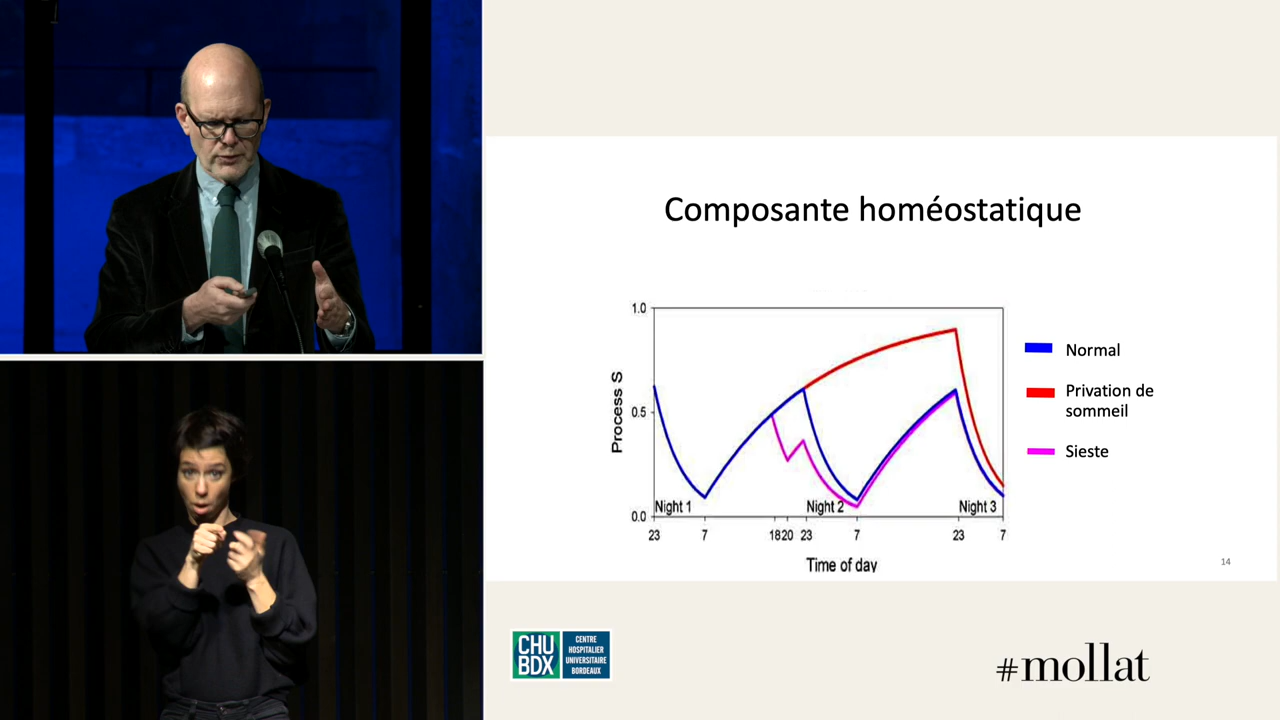 Composante homéostatique
1.0
0.5
0.0
Process S
Night 1
Night 2
Night 3
23
7
18
20
23
7
23
7
Time of day
Normal
Privation de
sommeil
Sieste
14
CHU
BDX
CENTRE
HOSPITALIER
UNIVERSITAIRE
BORDEAUX
#mollat